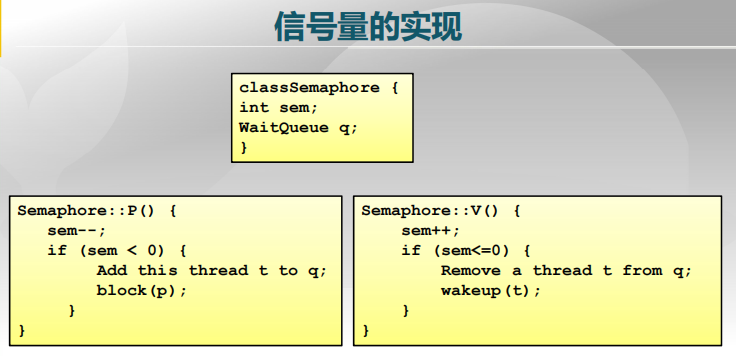 信号量的实现
classSemaphore {
int sem;
WaitQueue q;
}
Semaphore::P() {
sem--;
if (sem < 0) {
Add this thread t to q;
block(p);
}
}
Semaphore::V() {
sem++;
if (sem<=0) {
Remove a thread t from q;
wakeup(t);
}
}